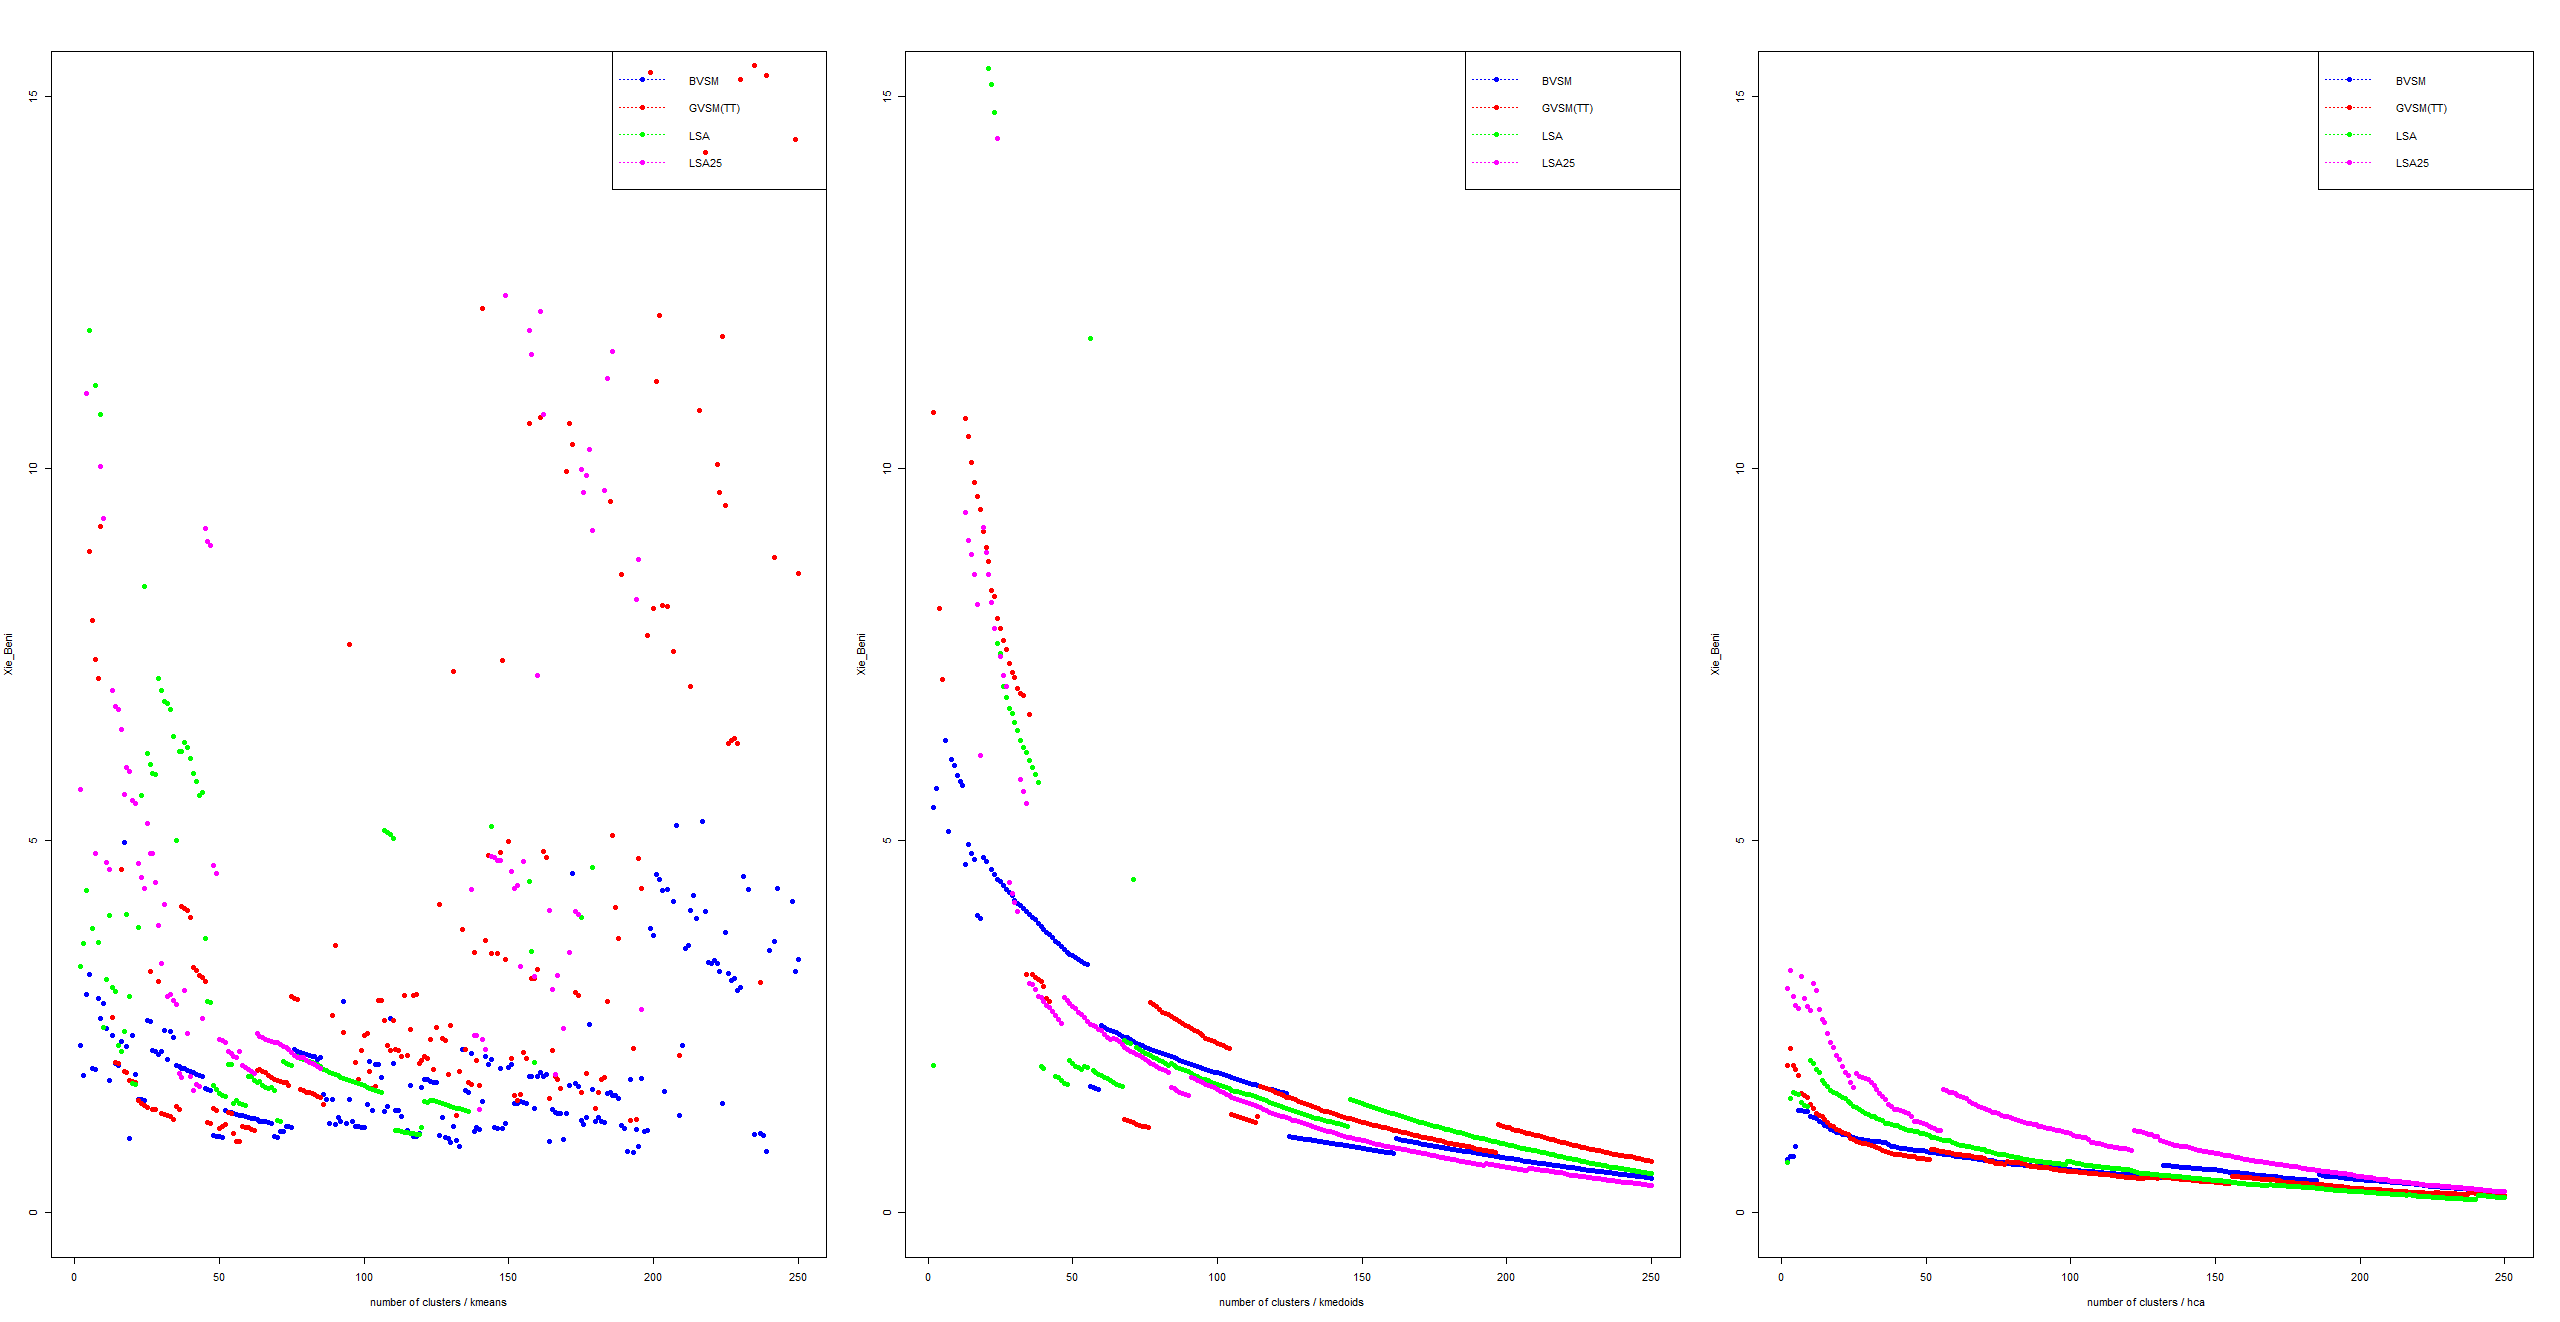 Xie_Beni
15
10
5
0
BVSM
GVSM(TT)
LSA
LSA25
0 50 100 150 200 250
number of clusters / kmeans
Xie_Beni
15
10
5
0
BVSM
GVSM(TT)
LSA
LSA25
0 50 100 150 200 250
number of clusters / kmedoids
Xie_Beni
15
10
5
0
BVSM
GVSM(TT)
LSA
LSA25
0 50 100 150 200 250
number of clusters / hca